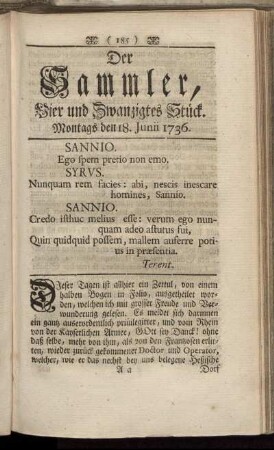 ( 185 )
Der
Sammler,
Vier und Zwanzigtes Stück.
Montags den 18. Junii 1736.
SANNIO.
Ego spem pretio non emo,
SYRVS.
Nunquam rem facies: abi, nescis inescare
homines, Sannio.
SANNIO.
Credo isthuc melius esse: verum ego nun-
quam adeo astutus fui,
Quin quidquid possem, mallem auferre poti-
us in præsentia.
Terent.
Dieser Tagen ist allhier ein Zettul, von einem
halben Bogen in Folio, ausgetheilet wor-
den, welchen ich mit grosser Freude und Ver-
wunderung gelesen. Es meldet sich darinnen
ein gantz ausserordentlich privilegirter, und vom Rhein
von der Kayserlichen Armee, GOtt sey Danck! ohne
daß selbe, mehr von ihm, als von den Frantzosen erlit-
ten, wieder zurück gekommener Doctor und Operator,
welcher, wie er das nechst bey uns belegene Hessische
A a
Dorf